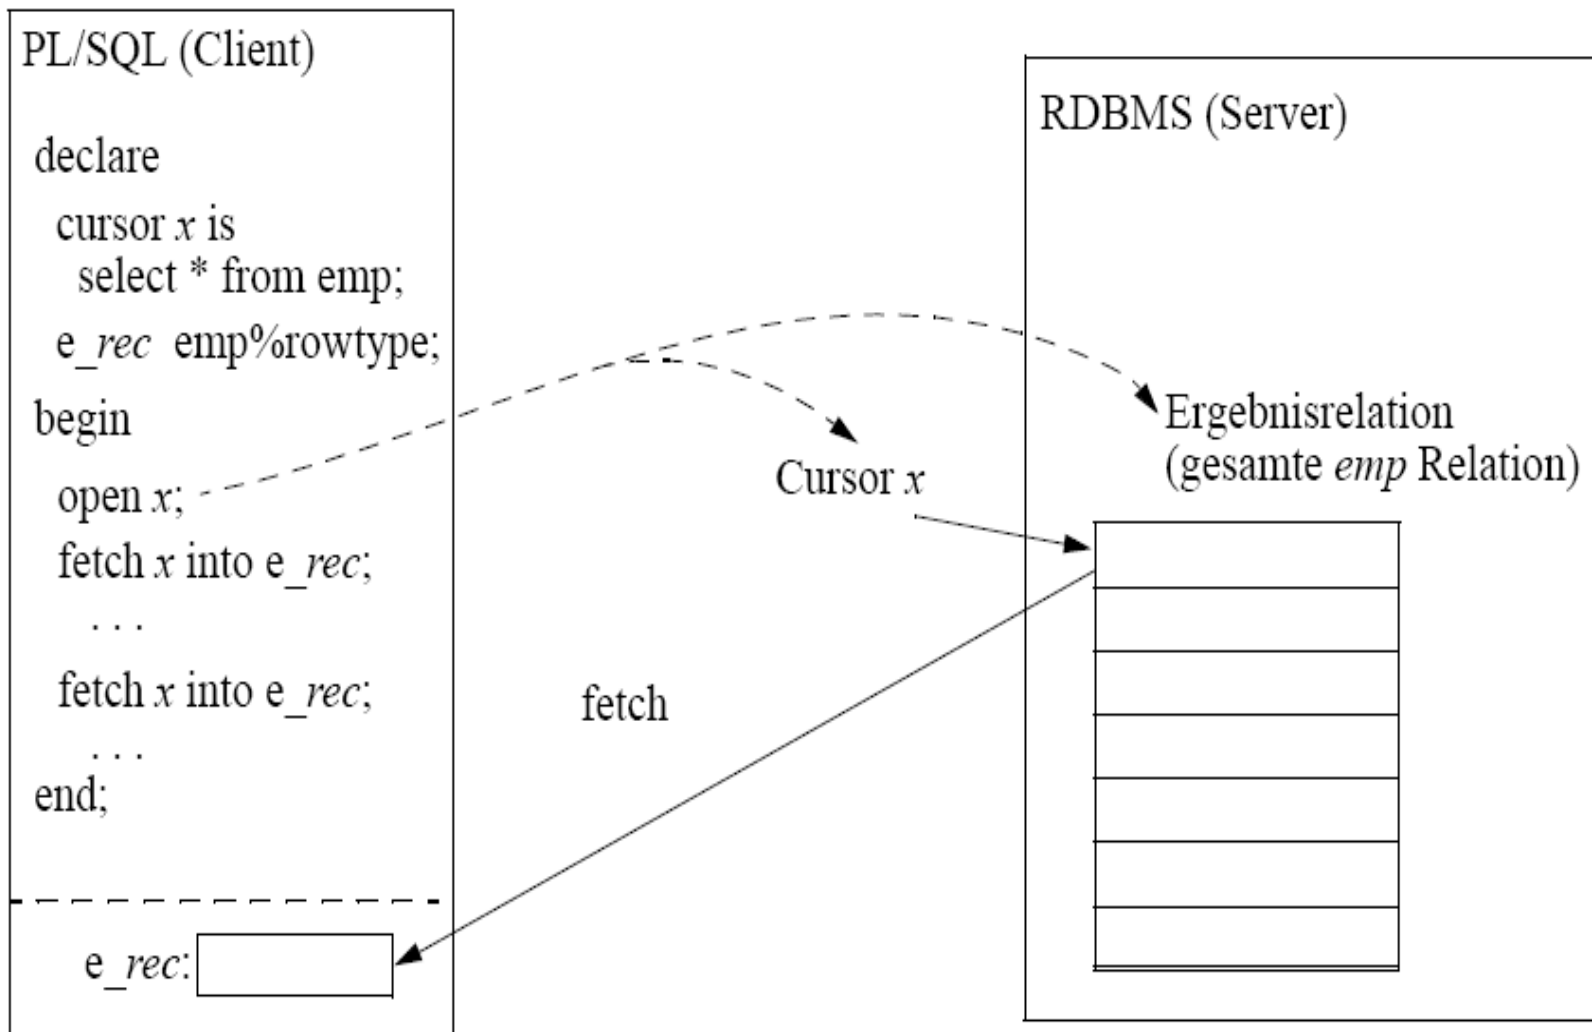 PL/SQL (Client)
declare
cursor x is
select * from emp;
e_rec emp%rowtype;
begin
open x;
fetch x into e_rec;
. . .
fetch x into e_rec;
. . .
end;
e_rec:
fetch
Cursor x
RDBMS (Server)
Ergebnisrelation
(gesamte emp Relation)